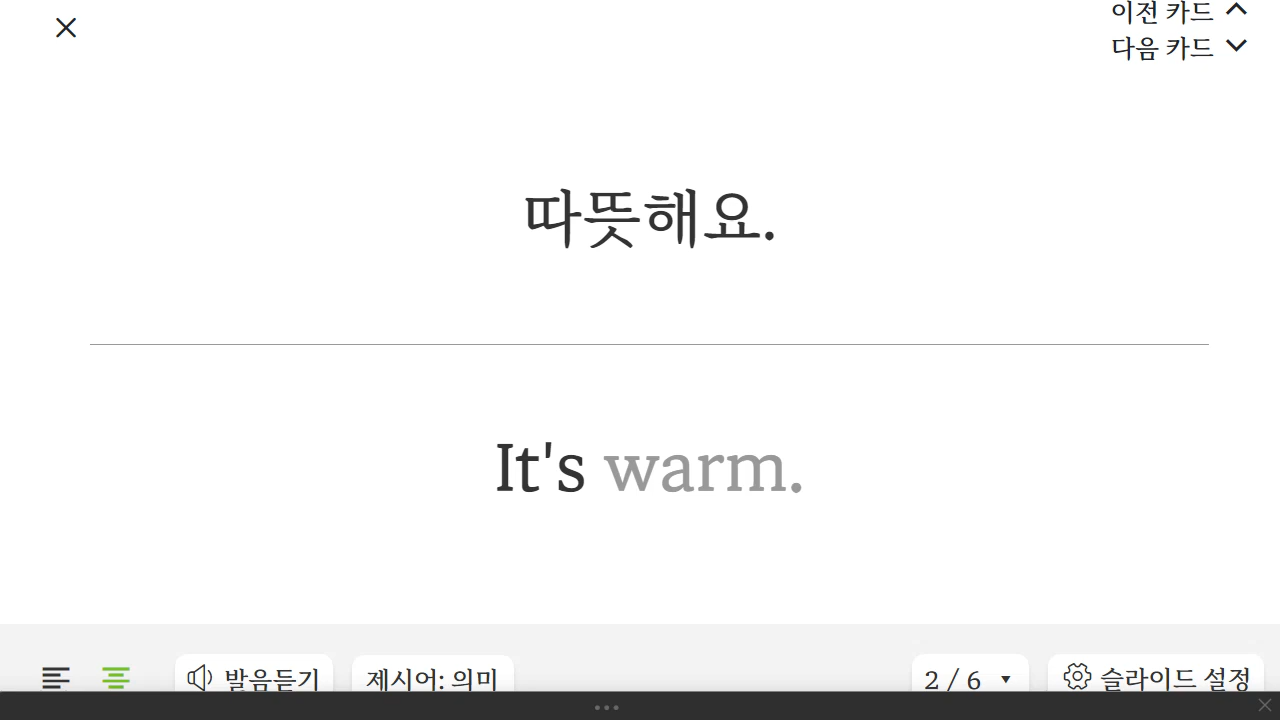 이전 카드
다음 카드
따뜻해요.
It's warm.
발음듣기 제시어: 의미 2 / 6 슬라이드 설정